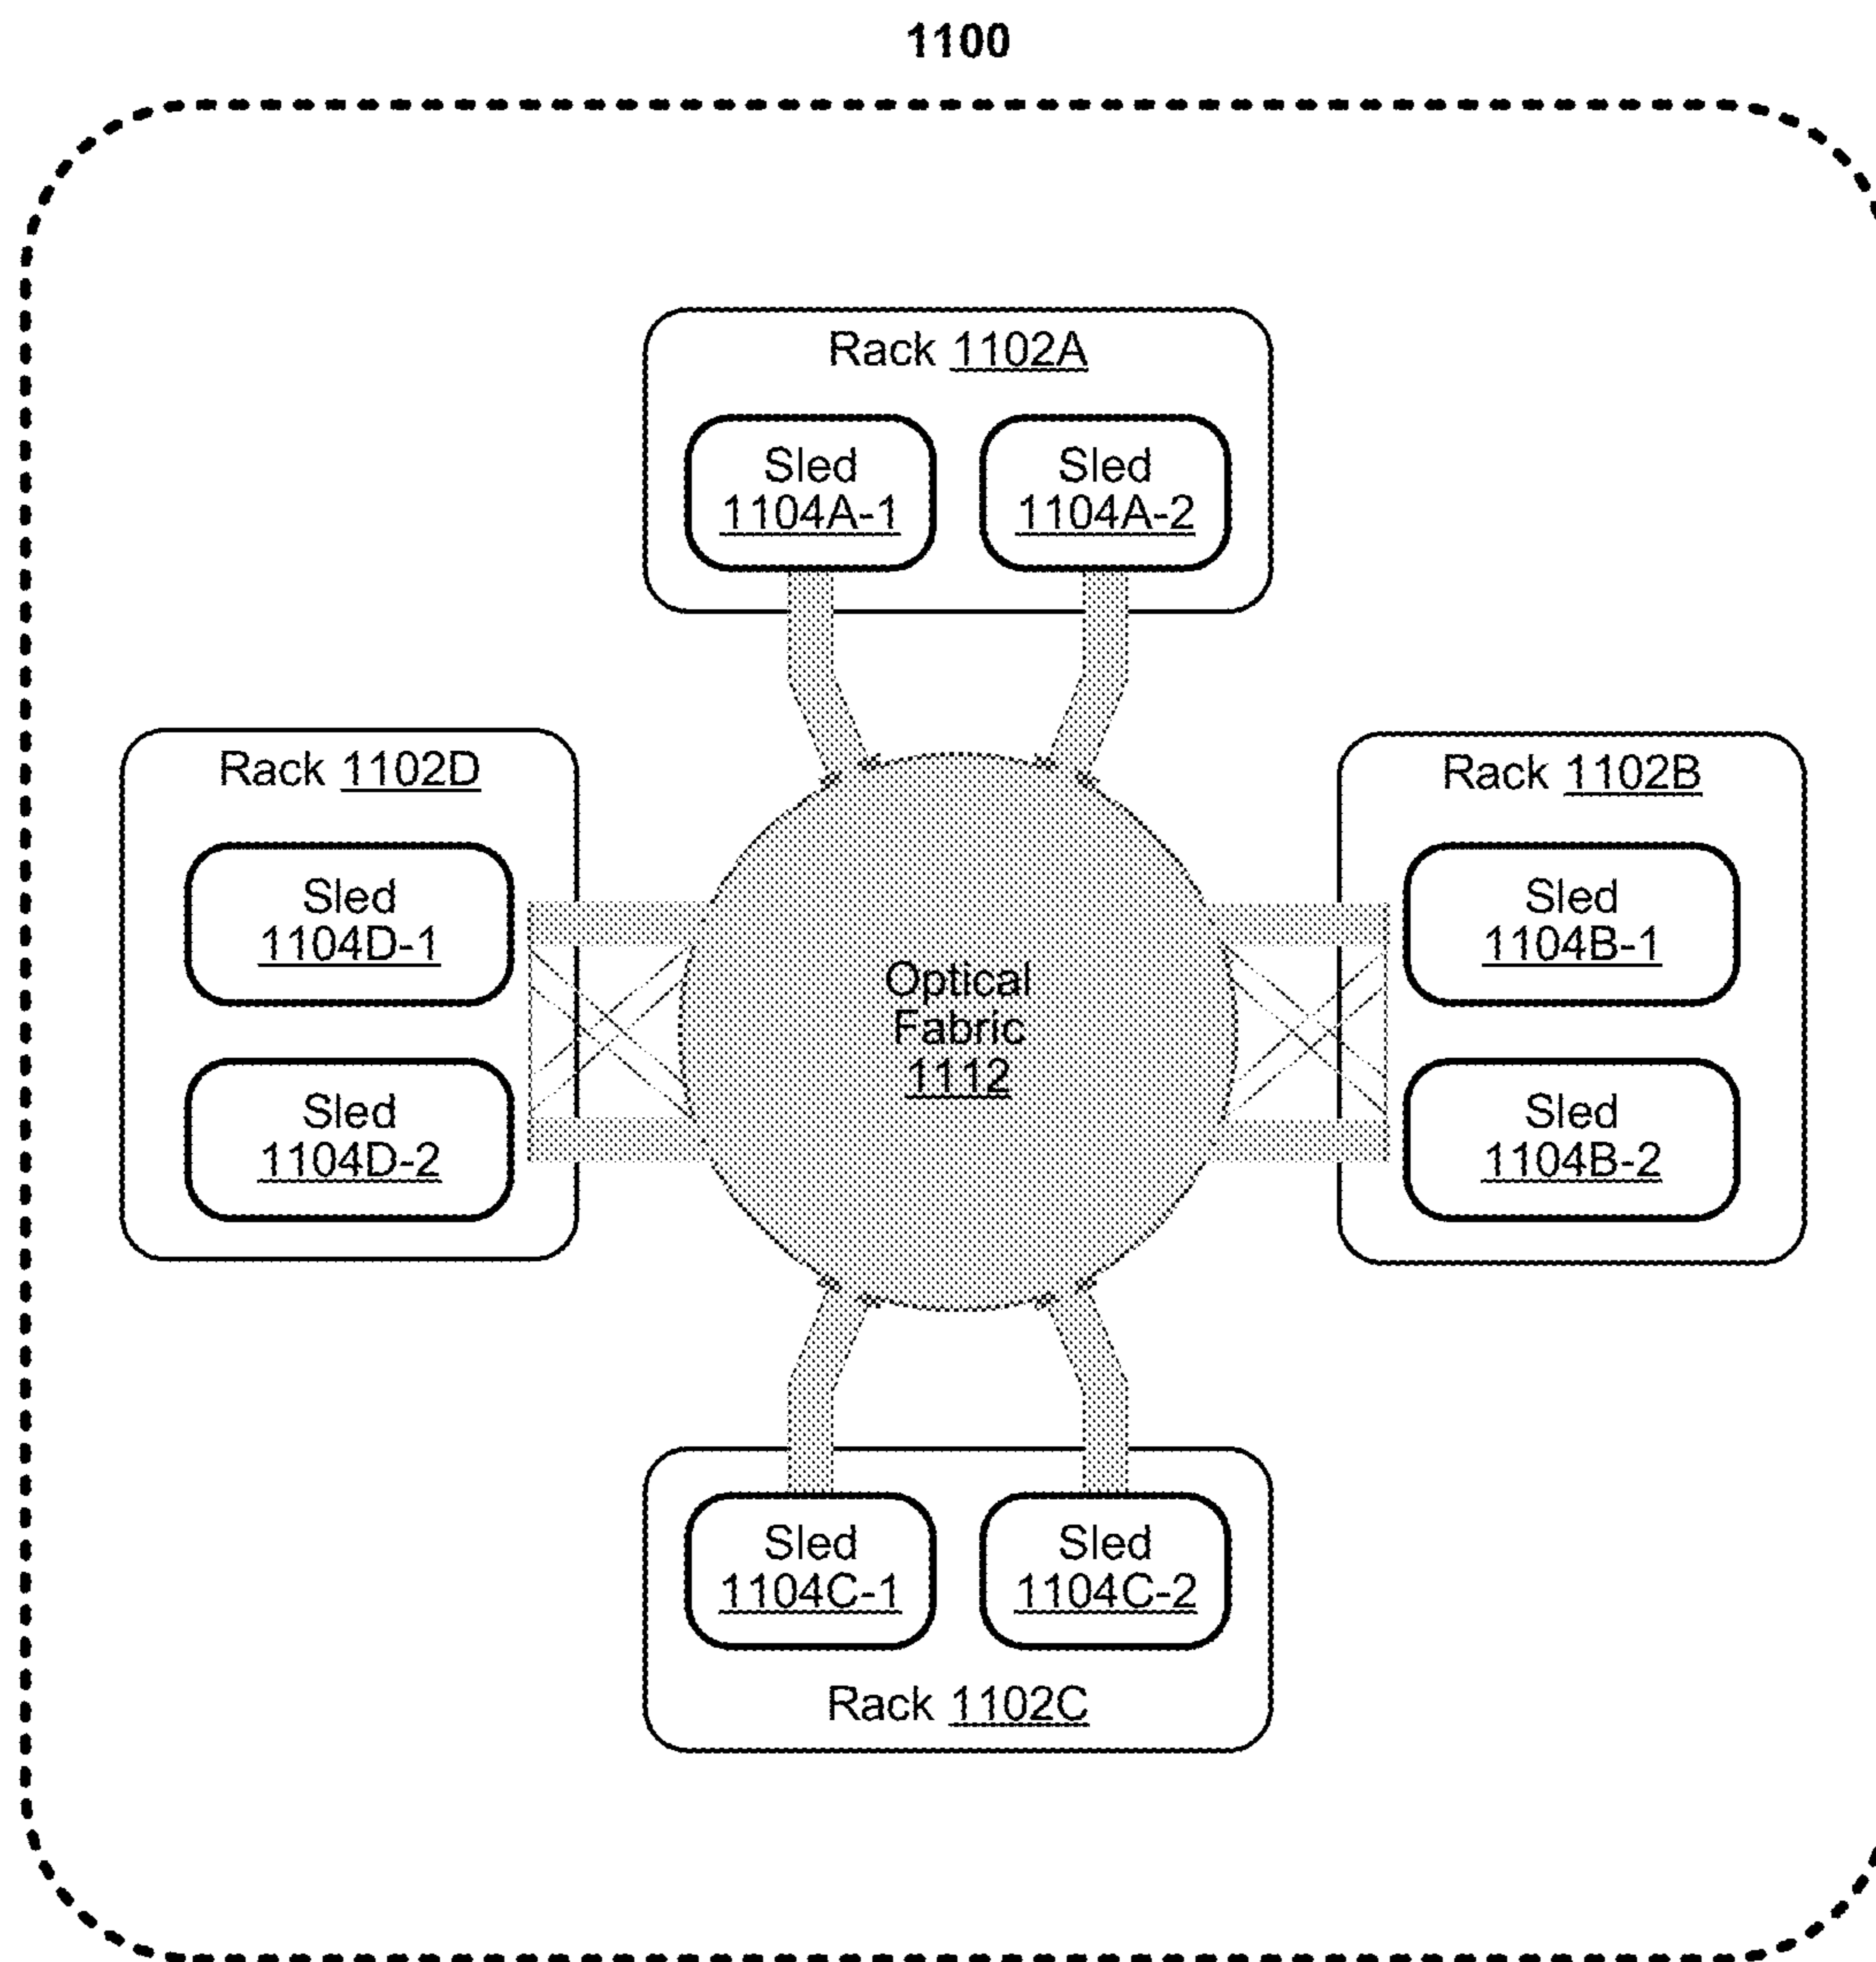 1100
Rack 1102A
Sled
1104A-1
Sled
1104A-2
Rack 1102D
Sled
1104D-1
Sled
1104D-2
Optical
Fabric
1112
Rack 1102B
Sled
1104B-1
Sled
1104B-2
Sled
1104C-1
Sled
1104C-2
Rack 1102C